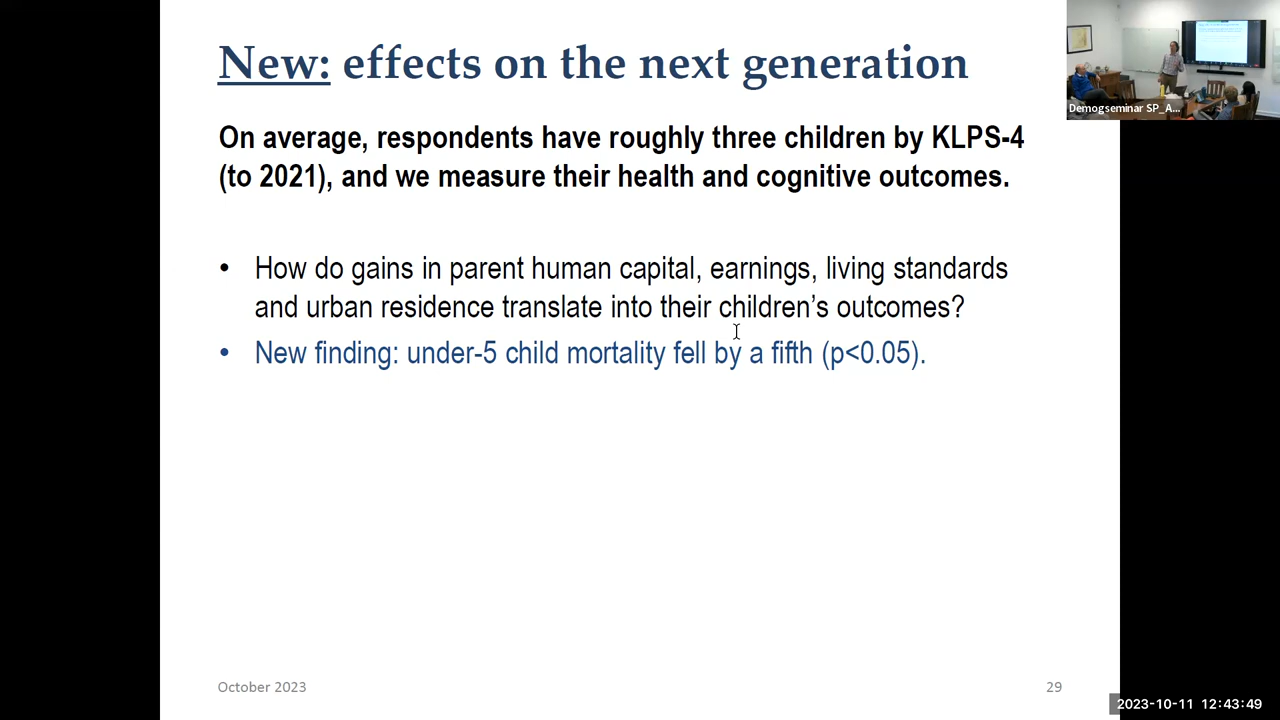 New: effects on the next generation
On average, respondents have roughly three children by KLPS-4
(to 2021), and we measure their health and cognitive outcomes.
• How do gains in parent human capital, earnings, living standards
and urban residence translate into their children’s outcomes?
• New finding: under-5 child mortality fell by a fifth (p<0.05).
October 2023
29
Demogseminar SP_A...
2023-10-11 12:43:49